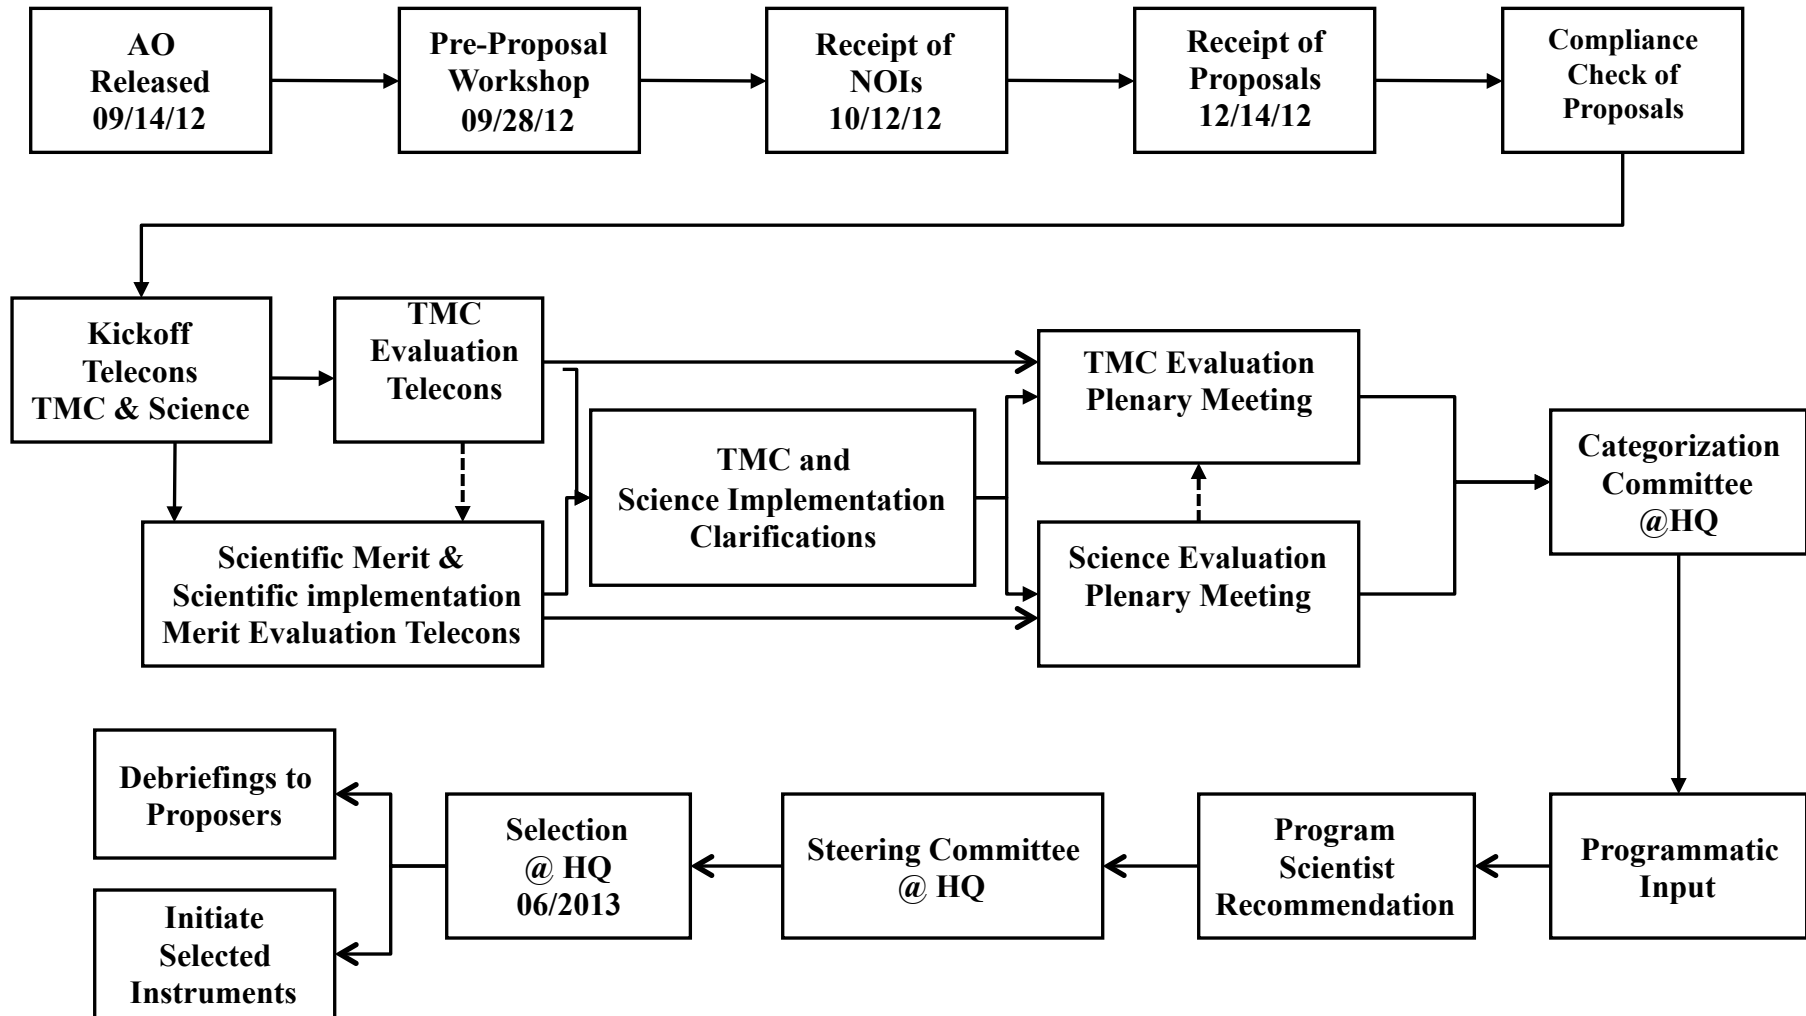 AO
Released
09/14/12
Pre-Proposal
Workshop
09/28/12
Receipt of
NOIs
10/12/12
Receipt of
Proposals
12/14/12
Compliance
Check of
Proposals
Kickoff
Telecons
TMC & Science
TMC
Evaluation
Telecons
Scientific Merit &
Scientific implementation
Merit Evaluation Telecons
TMC and
Science Implementation
Clarifications
TMC Evaluation
Plenary Meeting
Science Evaluation
Plenary Meeting
Categorization
Committee
@HQ
Programmatic
Input
Program
Scientist
Recommendation
Steering Committee
@ HQ
Selection
@ HQ
06/2013
Debriefings to
Proposers
Initiate
Selected
Instruments